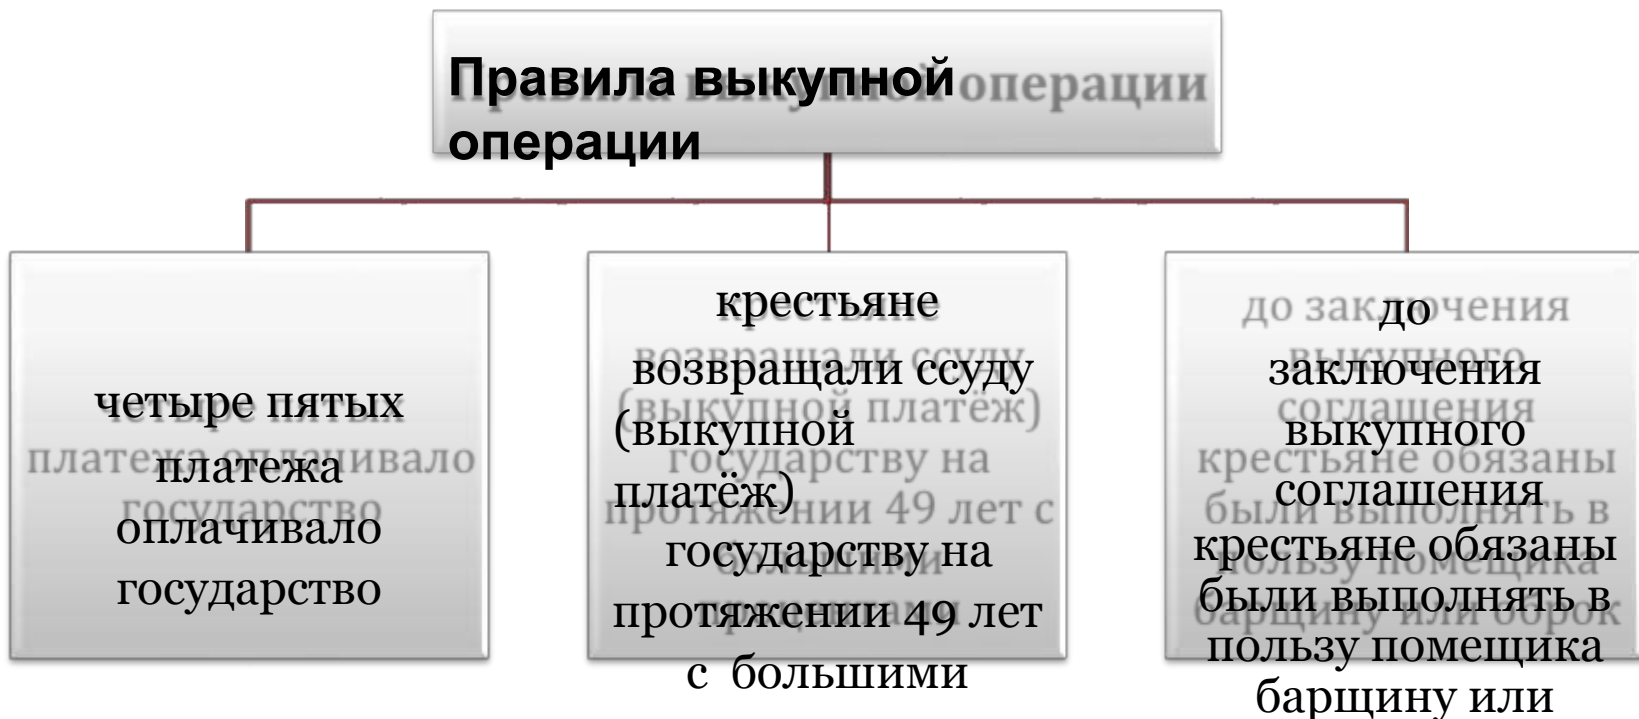 Правила выкупной
операции
четыре пятых
платежа
оплачивало
государство
крестьяне
возвращали ссуду
(выкупной
платёж)
государству на
протяжении 49 лет
с большими
до
заключения
выкупного
соглашения
крестьяне обязаны
были выполнять в
пользу помещика
барщину или